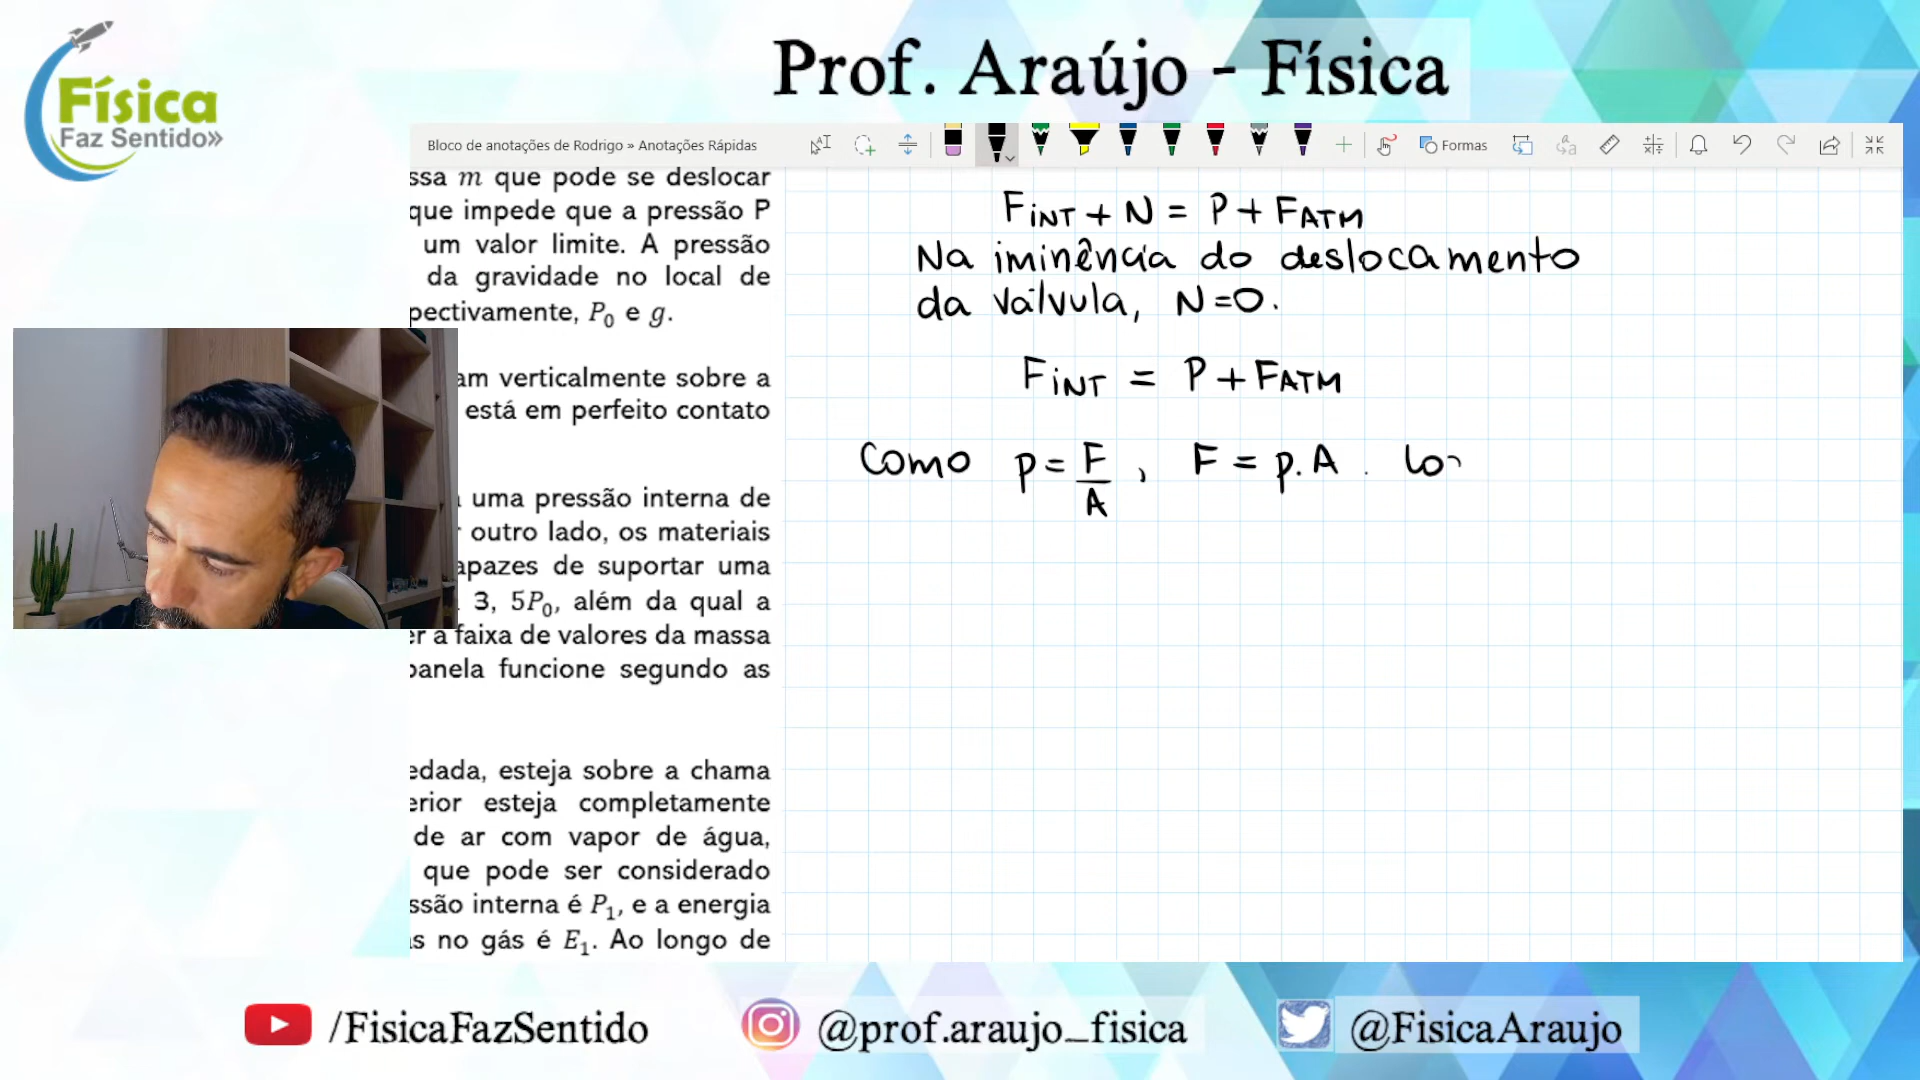 Física
Faz Sentido»
Prof. Araújo - Física
Bloco de anotações de Rodrigo » Anotações Rápidas
Formas
ssa m que pode se deslocar
que impede que a pressão P
um valor limite. A pressão
da gravidade no local de
pectivamente, P₀ e g.
am verticalmente sobre a
está em perfeito contato
uma pressão interna de
outro lado, os materiais
apazes de suportar uma
3, 5P₀, além da qual a
er a faixa de valores da massa
panela funcione segundo as
edada, esteja sobre a chama
erior esteja completamente
de ar com vapor de água,
que pode ser considerado
ssão interna é P₁, e a energia
s no gás é E₁. Ao longo de
FINT + N = P + FATM
Na iminência do deslocamento
da válvula, N=0.
FINT = P + FATM
Como p = F/A , F = p.A . Lo
/FisicaFazSentido
@prof.araujo_fisica
@FisicaAraujo